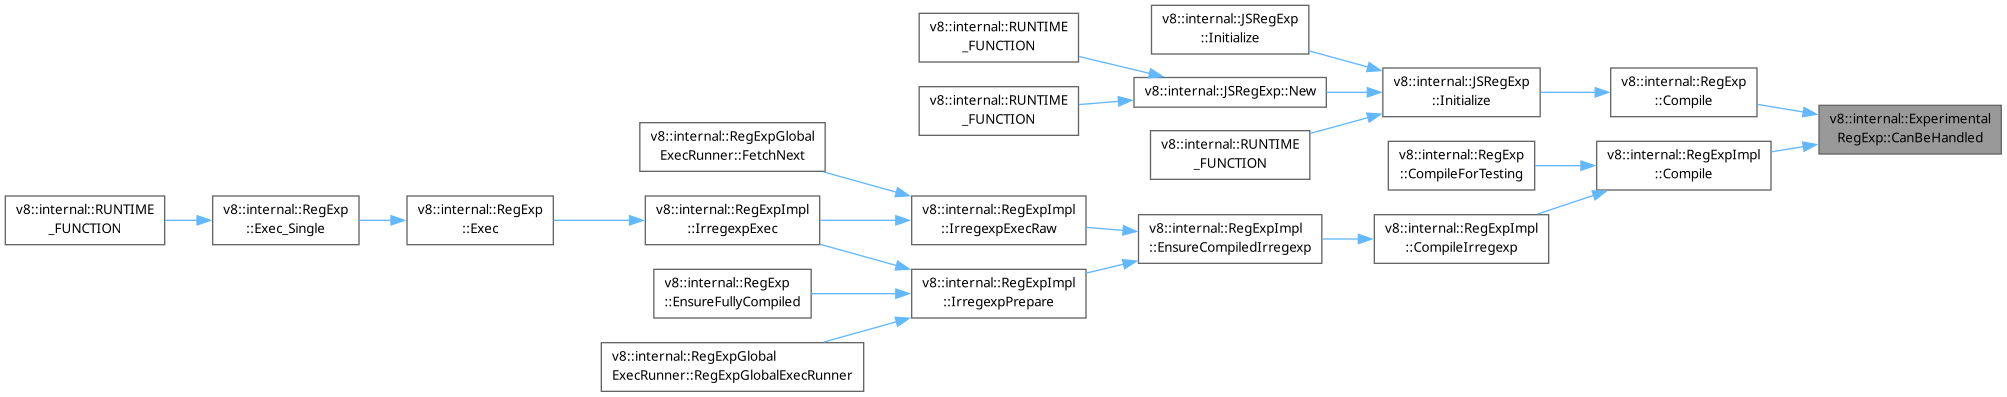 v8::internal::RUNTIME
_FUNCTION
v8::internal::RegExp
::Exec_Single
v8::internal::RegExp
::Exec
v8::internal::RegExpGlobal
ExecRunner::FetchNext
v8::internal::RegExpImpl
::IrregexpExec
v8::internal::RegExp
::EnsureFullyCompiled
v8::internal::RegExpGlobal
ExecRunner::RegExpGlobalExecRunner
v8::internal::RUNTIME
_FUNCTION
v8::internal::RUNTIME
_FUNCTION
v8::internal::RegExpImpl
::IrregexpExecRaw
v8::internal::RegExpImpl
::IrregexpPrepare
v8::internal::JSRegExp
::Initialize
v8::internal::JSRegExp::New
v8::internal::RUNTIME
_FUNCTION
v8::internal::RegExpImpl
::EnsureCompiledIrregexp
v8::internal::JSRegExp
::Initialize
v8::internal::RegExp
::CompileForTesting
v8::internal::RegExpImpl
::CompileIrregexp
v8::internal::RegExp
::Compile
v8::internal::RegExpImpl
::Compile
v8::internal::Experimental
RegExp::CanBeHandled